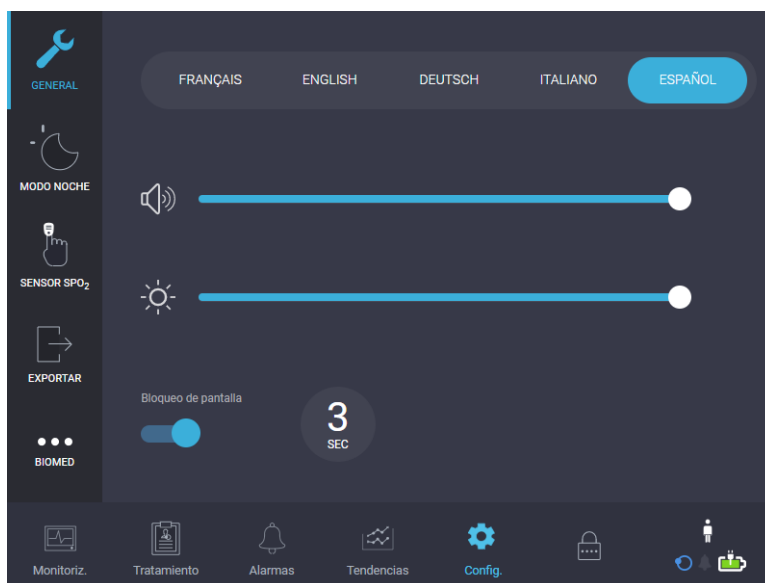 GENERAL
MODO NOCHE
SENSOR SPO₂
EXPORTAR
BIOMED
FRANÇAIS ENGLISH DEUTSCH ITALIANO ESPAÑOL
Bloqueo de pantalla
3
SEC
Monitoriz. Tratamiento Alarmas Tendencias Config.